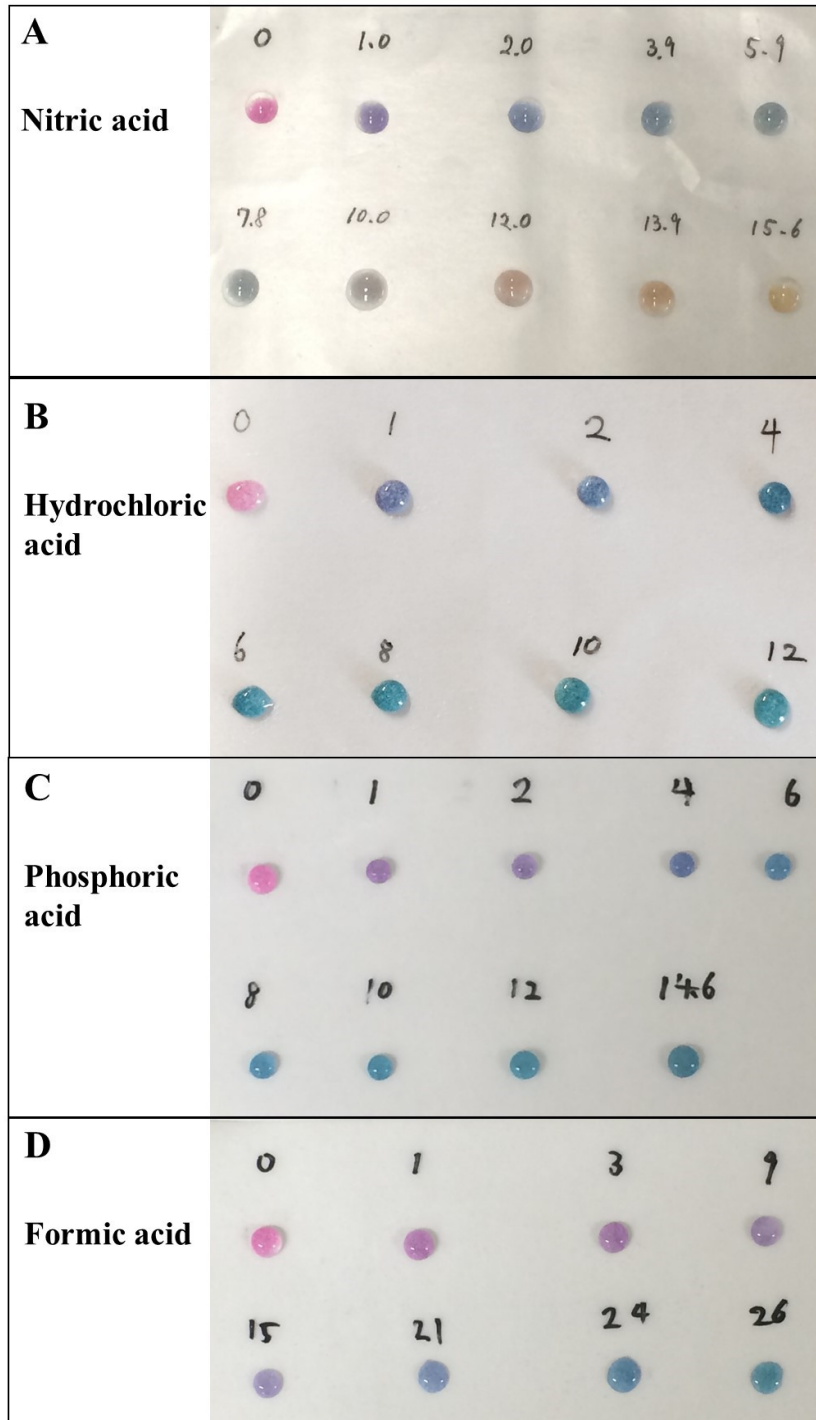 A
0 1.0 2.0 3.9 5.9
Nitric acid
7.8 10.0 12.0 13.9 15.6
B
0 1 2 4
Hydrochloric
acid
6 8 10 12
C
0 1 2 4 6
Phosphoric
acid
8 10 12 14.6
D
0 1 3 9
Formic acid
15 21 24 26